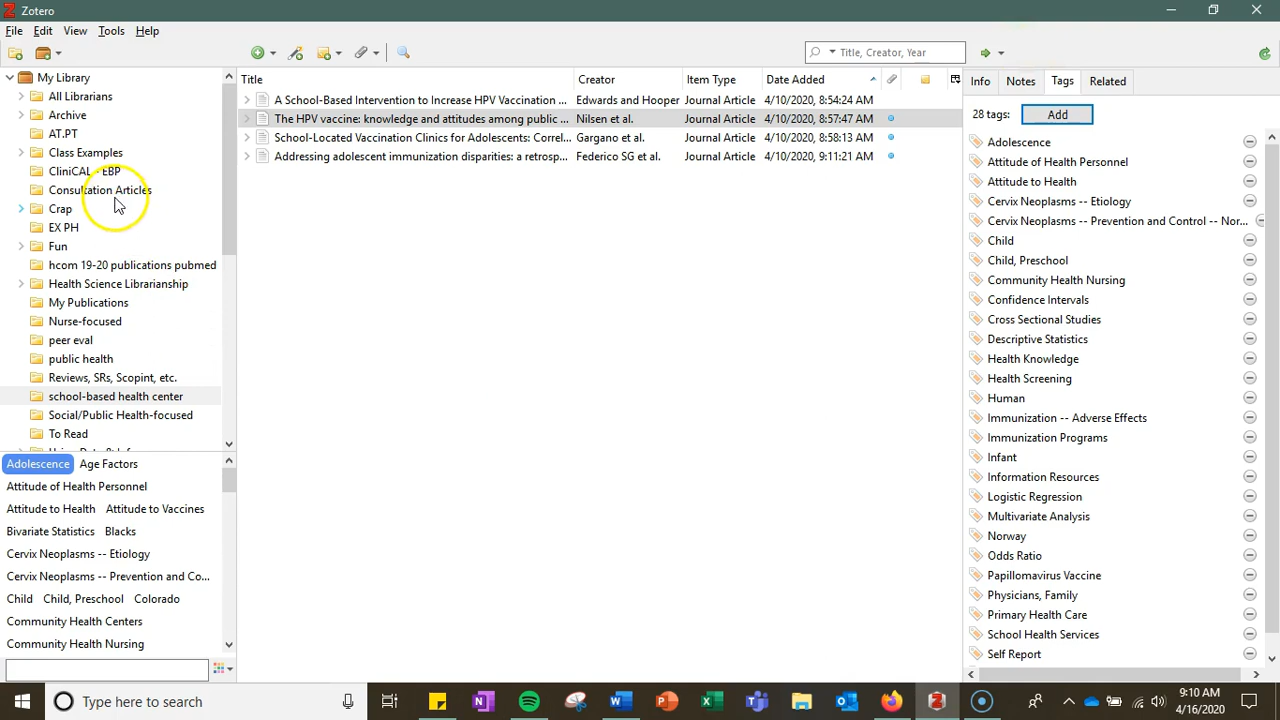 Zotero
File Edit View Tools Help
Title, Creator, Year
My Library
All Librarians
Archive
AT.PT
Class Examples
CliniCAL - EBP
Consultation Articles
Crap
EX PH
Fun
hcom 19-20 publications pubmed
Health Science Librarianship
My Publications
Nurse-focused
peer eval
public health
Reviews, SRs, Scopint, etc.
school-based health center
Social/Public Health-focused
To Read
Title Creator Item Type Date Added
A School-Based Intervention to Increase HPV Vaccination ... Edwards and Hooper Journal Article 4/10/2020, 8:54:24 AM
The HPV vaccine knowledge and attitudes among public ... Nilsen et al. Journal Article 4/10/2020, 8:57:47 AM
School-Located Vaccination Clinics for Adolescents: Correl... Gargano et al. Journal Article 4/10/2020, 8:58:13 AM
Addressing adolescent immunization disparities: a retrosp... Federico SG et al. Journal Article 4/10/2020, 9:11:21 AM
Info Notes Tags Related
28 tags: Add
Adolescence
Attitude of Health Personnel
Attitude to Health
Cervix Neoplasms -- Etiology
Cervix Neoplasms -- Prevention and Control -- Nor...
Child
Child, Preschool
Community Health Nursing
Confidence Intervals
Cross Sectional Studies
Descriptive Statistics
Health Knowledge
Health Screening
Human
Immunization -- Adverse Effects
Immunization Programs
Infant
Information Resources
Logistic Regression
Multivariate Analysis
Norway
Odds Ratio
Papillomavirus Vaccine
Physicians, Family
Primary Health Care
School Health Services
Self Report
Adolescence Age Factors
Attitude of Health Personnel
Attitude to Health Attitude to Vaccines
Bivariate Statistics Blacks
Cervix Neoplasms -- Etiology
Cervix Neoplasms -- Prevention and Co...
Child Child, Preschool Colorado
Community Health Centers
Community Health Nursing
Type here to search
9:10 AM
4/16/2020